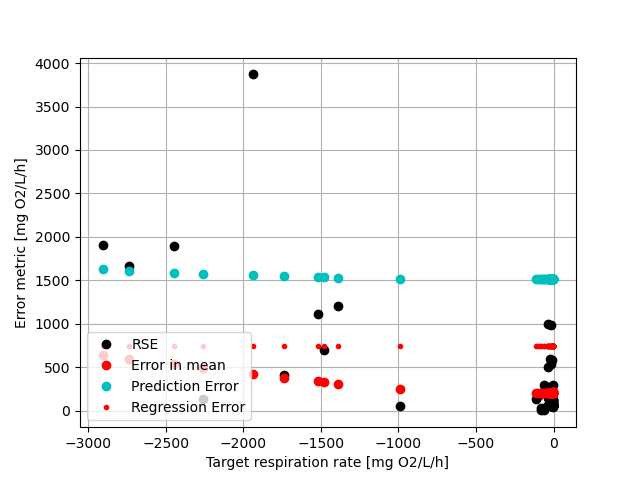 4000
3500
3000
2500
2000
1500
1000
500
0
Error metric [mg O2/L/h]
RSE
Error in mean
Prediction Error
Regression Error
−3000 −2500 −2000 −1500 −1000 −500 0
Target respiration rate [mg O2/L/h]